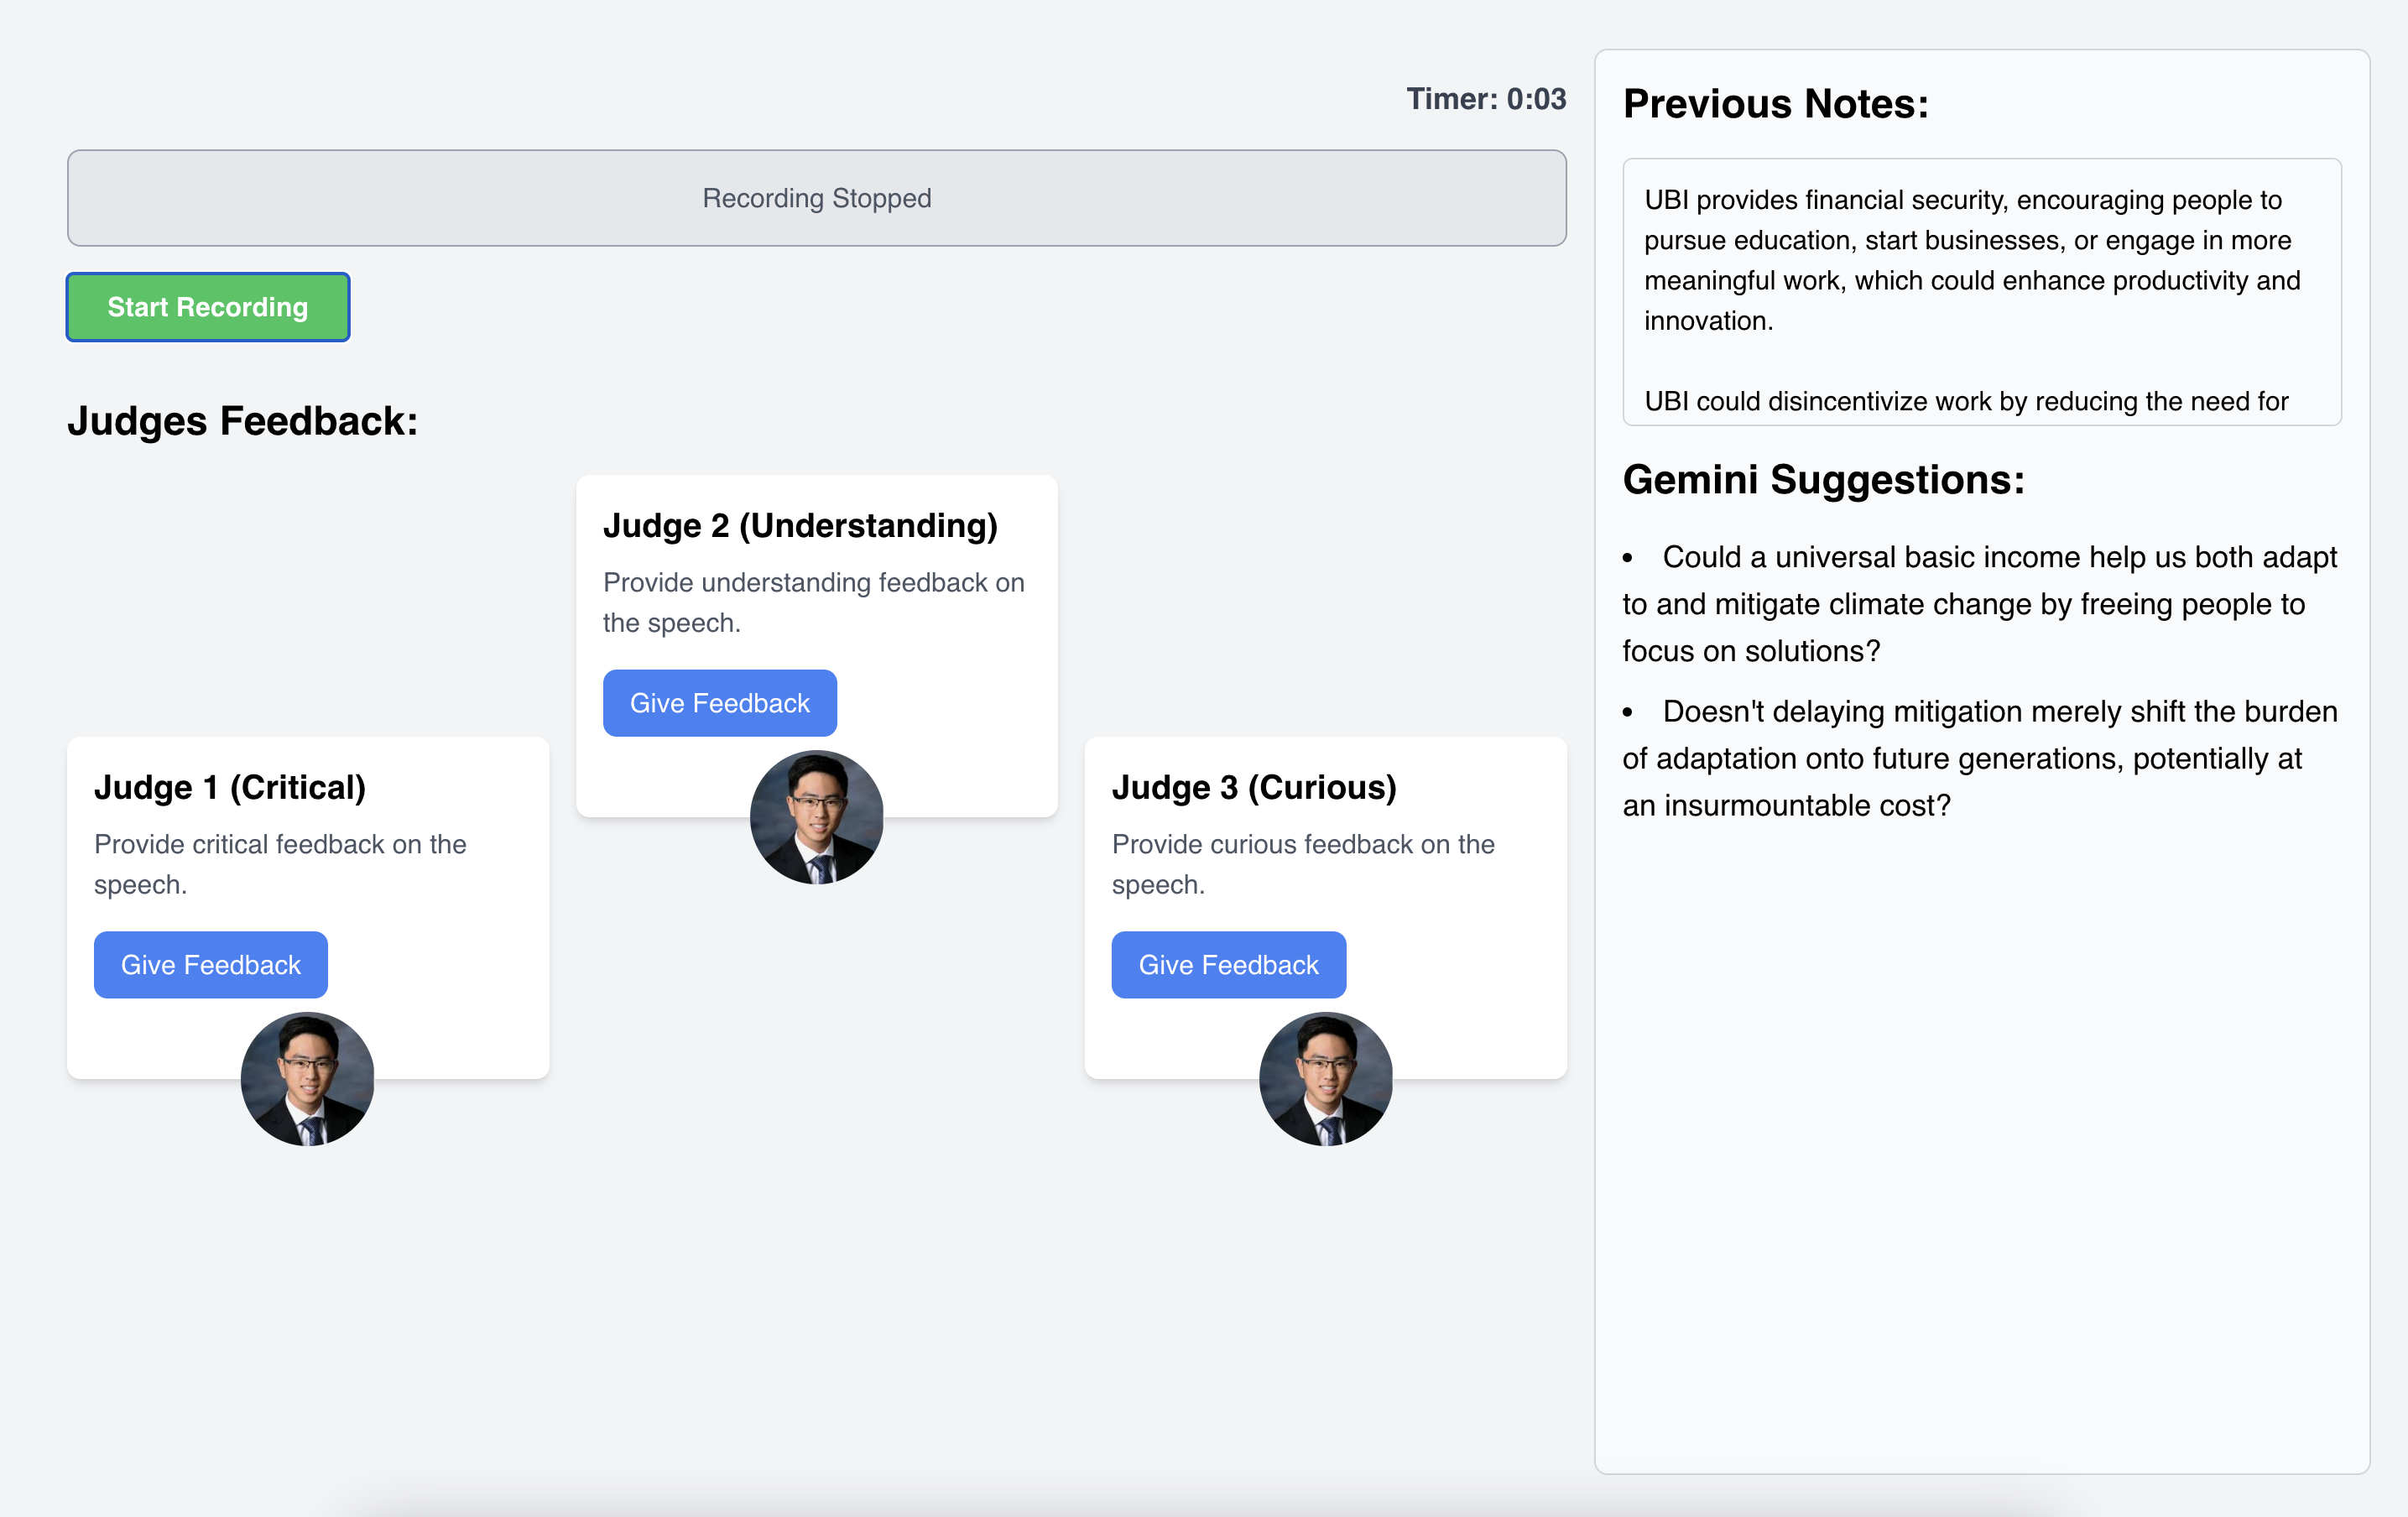 Timer: 0:03
Recording Stopped
Start Recording
Judges Feedback:
Judge 1 (Critical)
Provide critical feedback on the
speech.
Give Feedback
Judge 2 (Understanding)
Provide understanding feedback on
the speech.
Give Feedback
Judge 3 (Curious)
Provide curious feedback on the
speech.
Give Feedback
Previous Notes:
UBI provides financial security, encouraging people to
pursue education, start businesses, or engage in more
meaningful work, which could enhance productivity and
innovation.
UBI could disincentivize work by reducing the need for
Gemini Suggestions:
• Could a universal basic income help us both adapt
to and mitigate climate change by freeing people to
focus on solutions?
• Doesn't delaying mitigation merely shift the burden
of adaptation onto future generations, potentially at
an insurmountable cost?